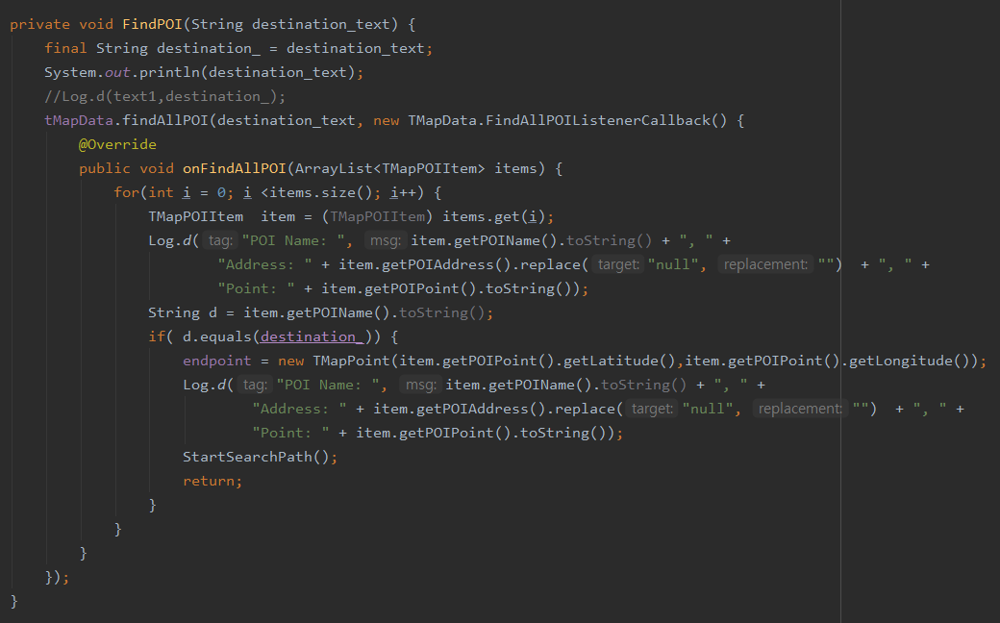 private void FindPOI(String destination_text) {
final String destination_ = destination_text;
System.out.println(destination_text);
//Log.d(text1,destination_);
tMapData.findAllPOI(destination_text, new TMapData.FindAllPOIListenerCallback() {
@Override
public void onFindAllPOI(ArrayList<TMapPOIItem> items) {
for(int i = 0; i <items.size(); i++) {
TMapPOIItem  item = (TMapPOIItem) items.get(i);
Log.d( tag: "POI Name: ", msg: item.getPOIName().toString() + ", " +
"Address: " + item.getPOIAddress().replace( target: "null", replacement: "")  + ", " +
"Point: " + item.getPOIPoint().toString());
String d = item.getPOIName().toString();
if( d.equals(destination_)) {
endpoint = new TMapPoint(item.getPOIPoint().getLatitude(),item.getPOIPoint().getLongitude());
Log.d( tag: "POI Name: ", msg: item.getPOIName().toString() + ", " +
"Address: " + item.getPOIAddress().replace( target: "null", replacement: "")  + ", " +
"Point: " + item.getPOIPoint().toString());
StartSearchPath();
return;
}
}
}
});
}